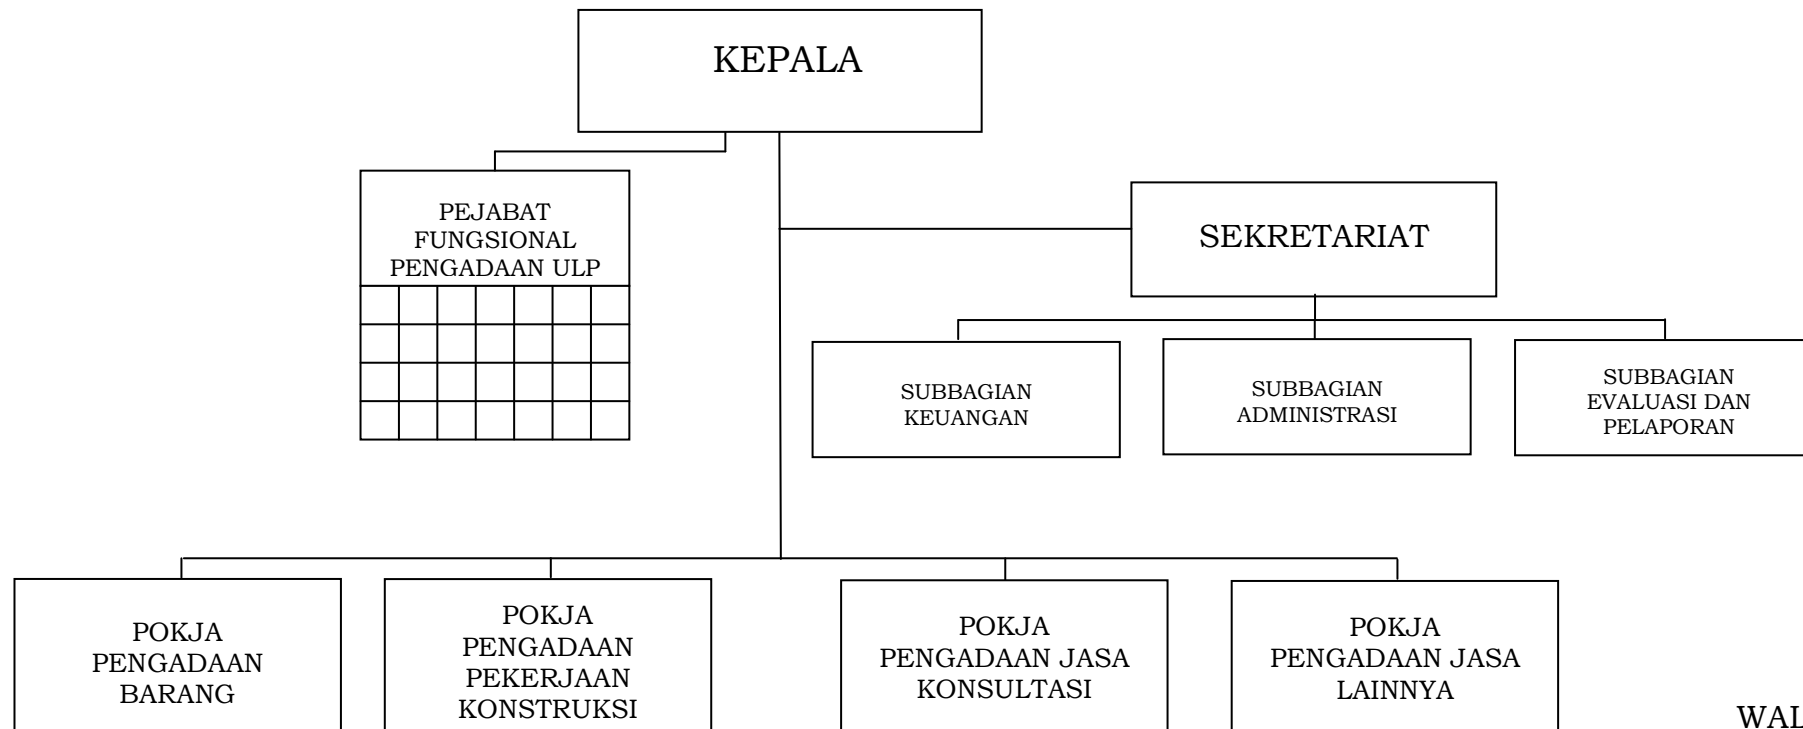 KEPALA
PEJABAT
FUNGSIONAL
PENGADAAN ULP
SEKRETARIAT
SUBBAGIAN
KEUANGAN
SUBBAGIAN
ADMINISTRASI
SUBBAGIAN
EVALUASI DAN
PELAPORAN
POKJA
PENGADAAN
BARANG
POKJA
PENGADAAN
PEKERJAAN
KONSTRUKSI
POKJA
PENGADAAN JASA
KONSULTASI
POKJA
PENGADAAN JASA
LAINNYA
WAL